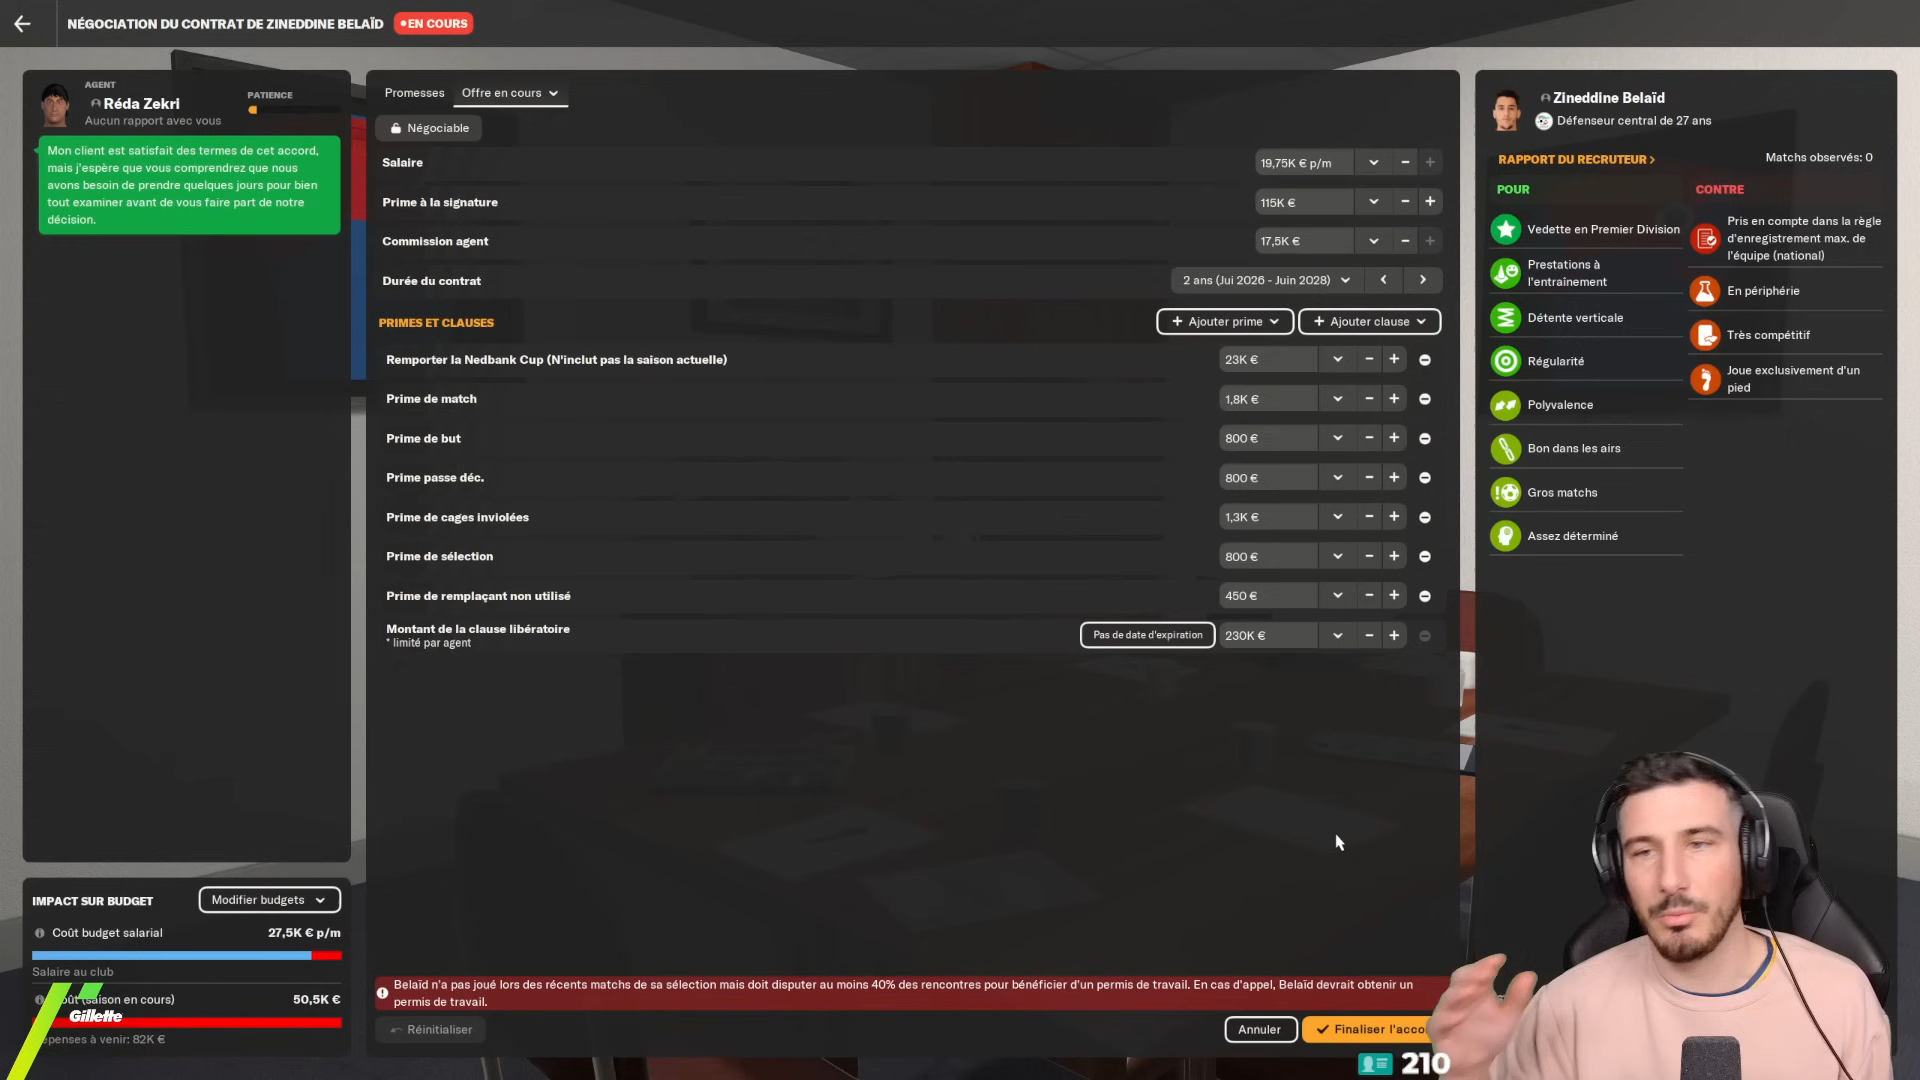 NÉGOCIATION DU CONTRAT DE ZINEDDINE BELAÏD
EN COURS
AGENT
Réda Zekri
Aucun rapport avec vous
PATIENCE
Mon client est satisfait des termes de cet accord,
mais j'espère que vous comprendrez que nous
avons besoin de prendre quelques jours pour bien
tout examiner avant de vous faire part de notre
décision.
Promesses
Offre en cours
Négociable
Salaire
19,75K € p/m
Prime à la signature
115K €
Commission agent
17,5K €
Durée du contrat
2 ans (Jui 2026 - Juin 2028)
PRIMES ET CLAUSES
+ Ajouter prime
+ Ajouter clause
Remporter la Nedbank Cup (N'inclut pas la saison actuelle)
23K €
Prime de match
1,8K €
Prime de but
800 €
Prime passe déc.
800 €
Prime de cages inviolées
1,3K €
Prime de sélection
800 €
Prime de remplaçant non utilisé
450 €
Montant de la clause libératoire
* limité par agent
Pas de date d'expiration
230K €
Zineddine Belaïd
Défenseur central de 27 ans
RAPPORT DU RECRUTEUR >
Matchs observés: 0
POUR
Vedette en Premier Division
Prestations à
l'entraînement
Détente verticale
Régularité
Polyvalence
Bon dans les airs
Gros matchs
Assez déterminé
CONTRE
Pris en compte dans la règle
d'enregistrement max. de
l'équipe (national)
En périphérie
Très compétitif
Joue exclusivement d'un
pied
IMPACT SUR BUDGET
Modifier budgets
Coût budget salarial
27,5K € p/m
Salaire au club
(saison en cours)
50,5K €
à venir: 82K €
Gillette
Belaïd n'a pas joué lors des récents matchs de sa sélection mais doit disputer au moins 40% des rencontres pour bénéficier d'un permis de travail. En cas d'appel, Belaïd devrait obtenir un
permis de travail.
Réinitialiser
Annuler
Finaliser
210